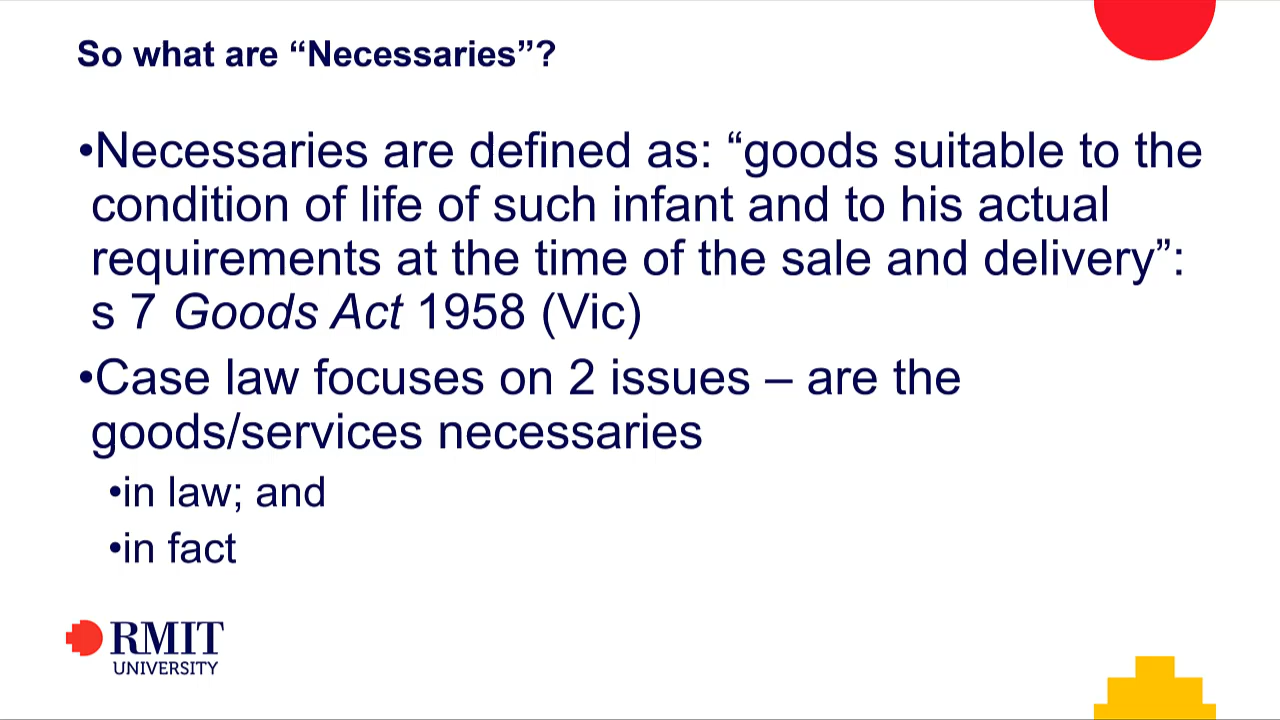 So what are “Necessaries”?
•Necessaries are defined as: “goods suitable to the
condition of life of such infant and to his actual
requirements at the time of the sale and delivery”:
s 7 Goods Act 1958 (Vic)
•Case law focuses on 2 issues – are the
goods/services necessaries
•in law; and
•in fact
RMIT
UNIVERSITY